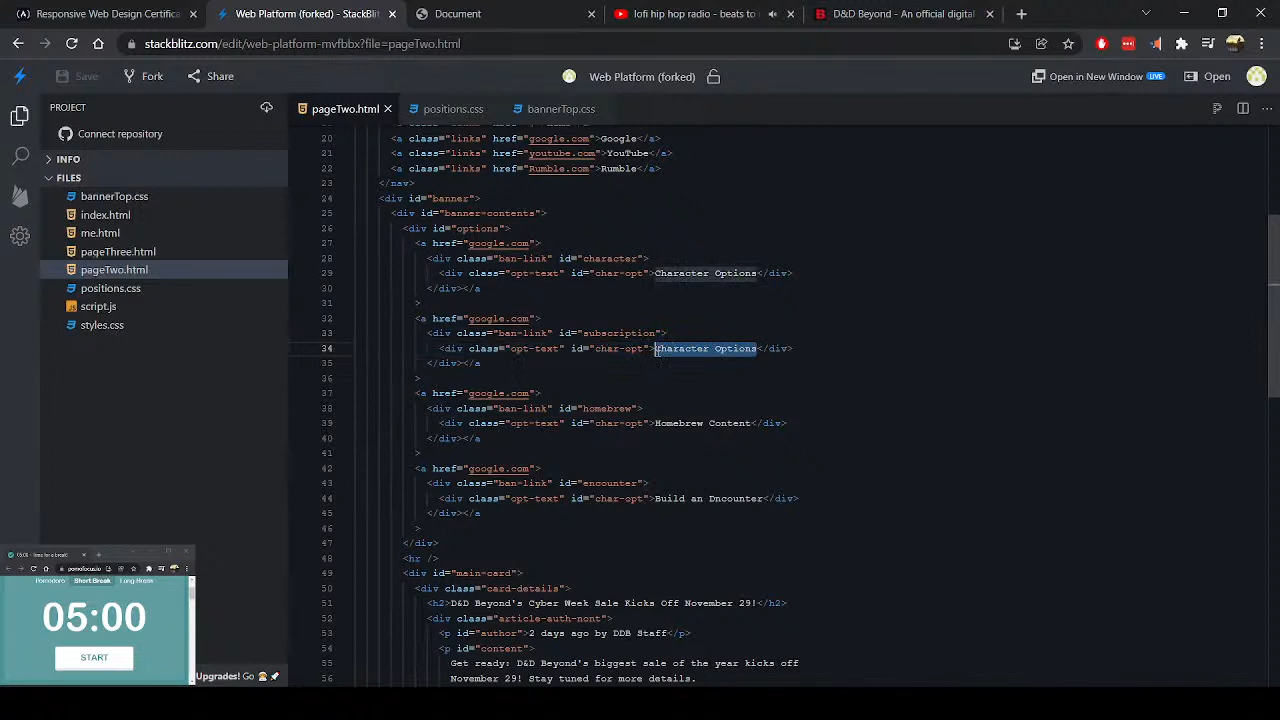 Responsive Web Design Certifica
Web Platform (forked) - StackBlit
Document
lofi hip hop radio - beats to
D&D Beyond - An official digital
stackblitz.com/edit/web-platform-mvfbbx?file=pageTwo.html
Save
Fork
Share
Web Platform (forked)
Open in New Window LIVE
Open
PROJECT
Connect repository
INFO
FILES
bannerTop.css
index.html
me.html
pageThree.html
pageTwo.html
positions.css
script.js
styles.css
pageTwo.html
positions.css
bannerTop.css
20 <a class="links" href="google.com">Google</a>
21 <a class="links" href="youtube.com">YouTube</a>
22 <a class="links" href="Rumble.com">Rumble</a>
23 </nav>
24 <div id="banner">
25 <div id="banner-contents">
26 <div id="options">
27 <a href="google.com">
28 <div class="ban-link" id="character">
29 <div class="opt-text" id="char-opt">Character Options</div>
30 </div></a
31 >
32 <a href="google.com">
33 <div class="ban-link" id="subscription">
34 <div class="opt-text" id="char-opt">Character Options</div>
35 </div></a
36 >
37 <a href="google.com">
38 <div class="ban-link" id="homebrew">
39 <div class="opt-text" id="char-opt">Homebrew Content</div>
40 </div></a
41 >
42 <a href="google.com">
43 <div class="ban-link" id="encounter">
44 <div class="opt-text" id="char-opt">Build an Dncounter</div>
45 </div></a
46 >
47 </div>
48 <hr />
49 <div id="main-card">
50 <div class="card-details">
51 <h2>D&D Beyond's Cyber Week Sale Kicks Off November 29!</h2>
52 <div class="article-auth-nont">
53 <p id="author">2 days ago by DDB Staff</p>
54 <p id="content">
55 Get ready: D&D Beyond's biggest sale of the year kicks off
56 November 29! Stay tuned for more details.
05:00 - Time for a break!
pomofocus.io
Pomodoro Short Break Long Break
05:00
START
Upgrades! Go